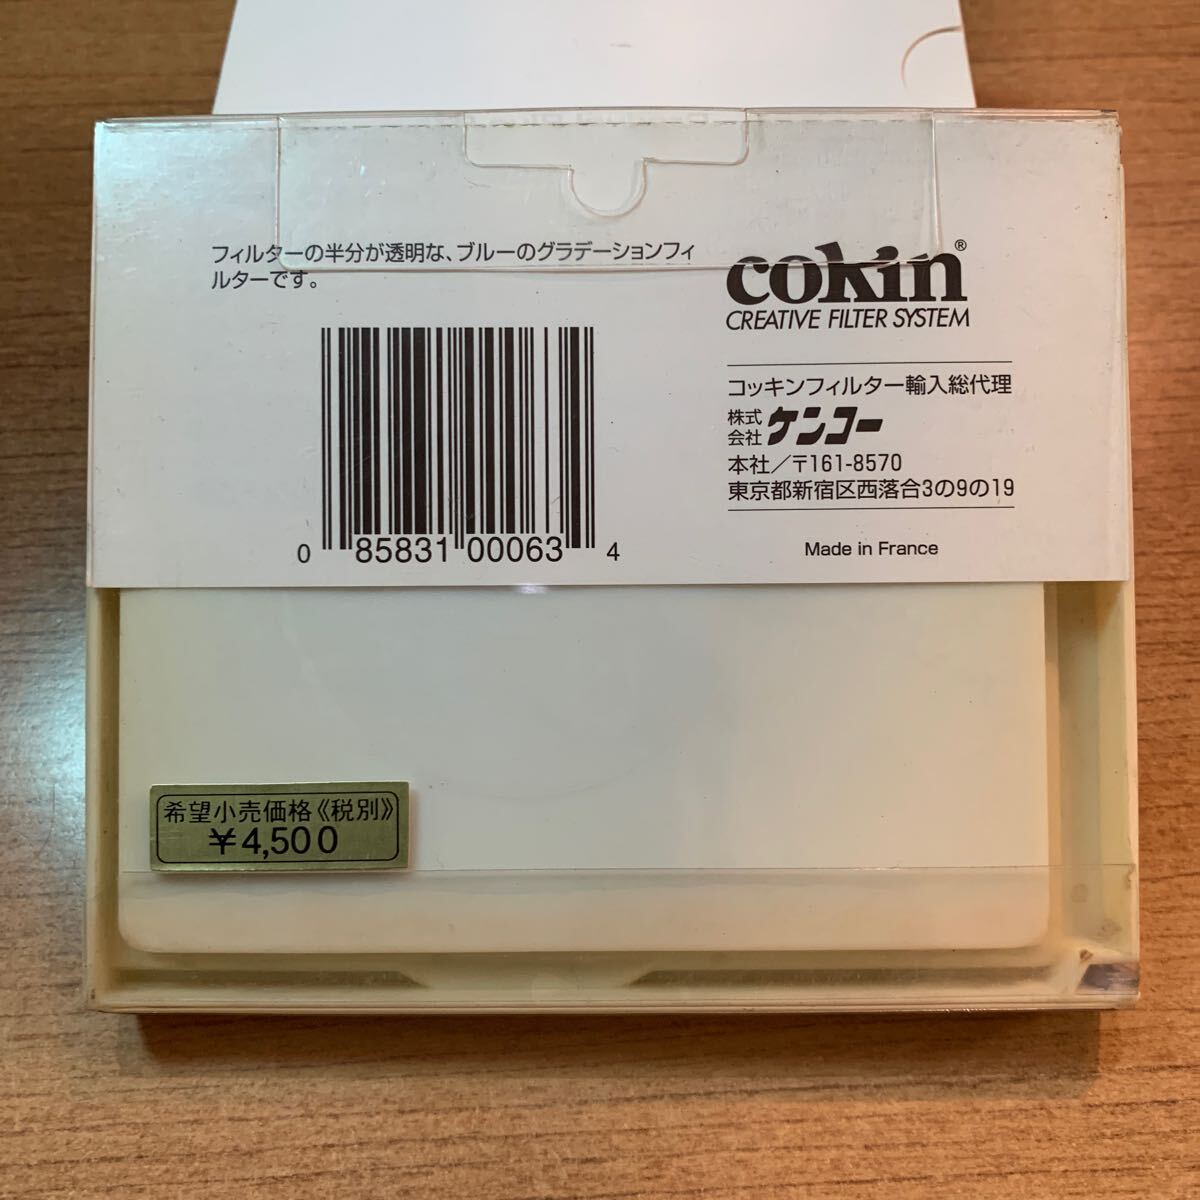 フィルターの半分が透明な、ブルーのグラデーションフィ
ルターです。
0 85831 00063 4
cokin®
CREATIVE FILTER SYSTEM
コッキンフィルター輸入総代理
株式会社 ケンコー
本社/〒161-8570
東京都新宿区西落合3の9の19
Made in France
希望小売価格《税別》
¥4,500